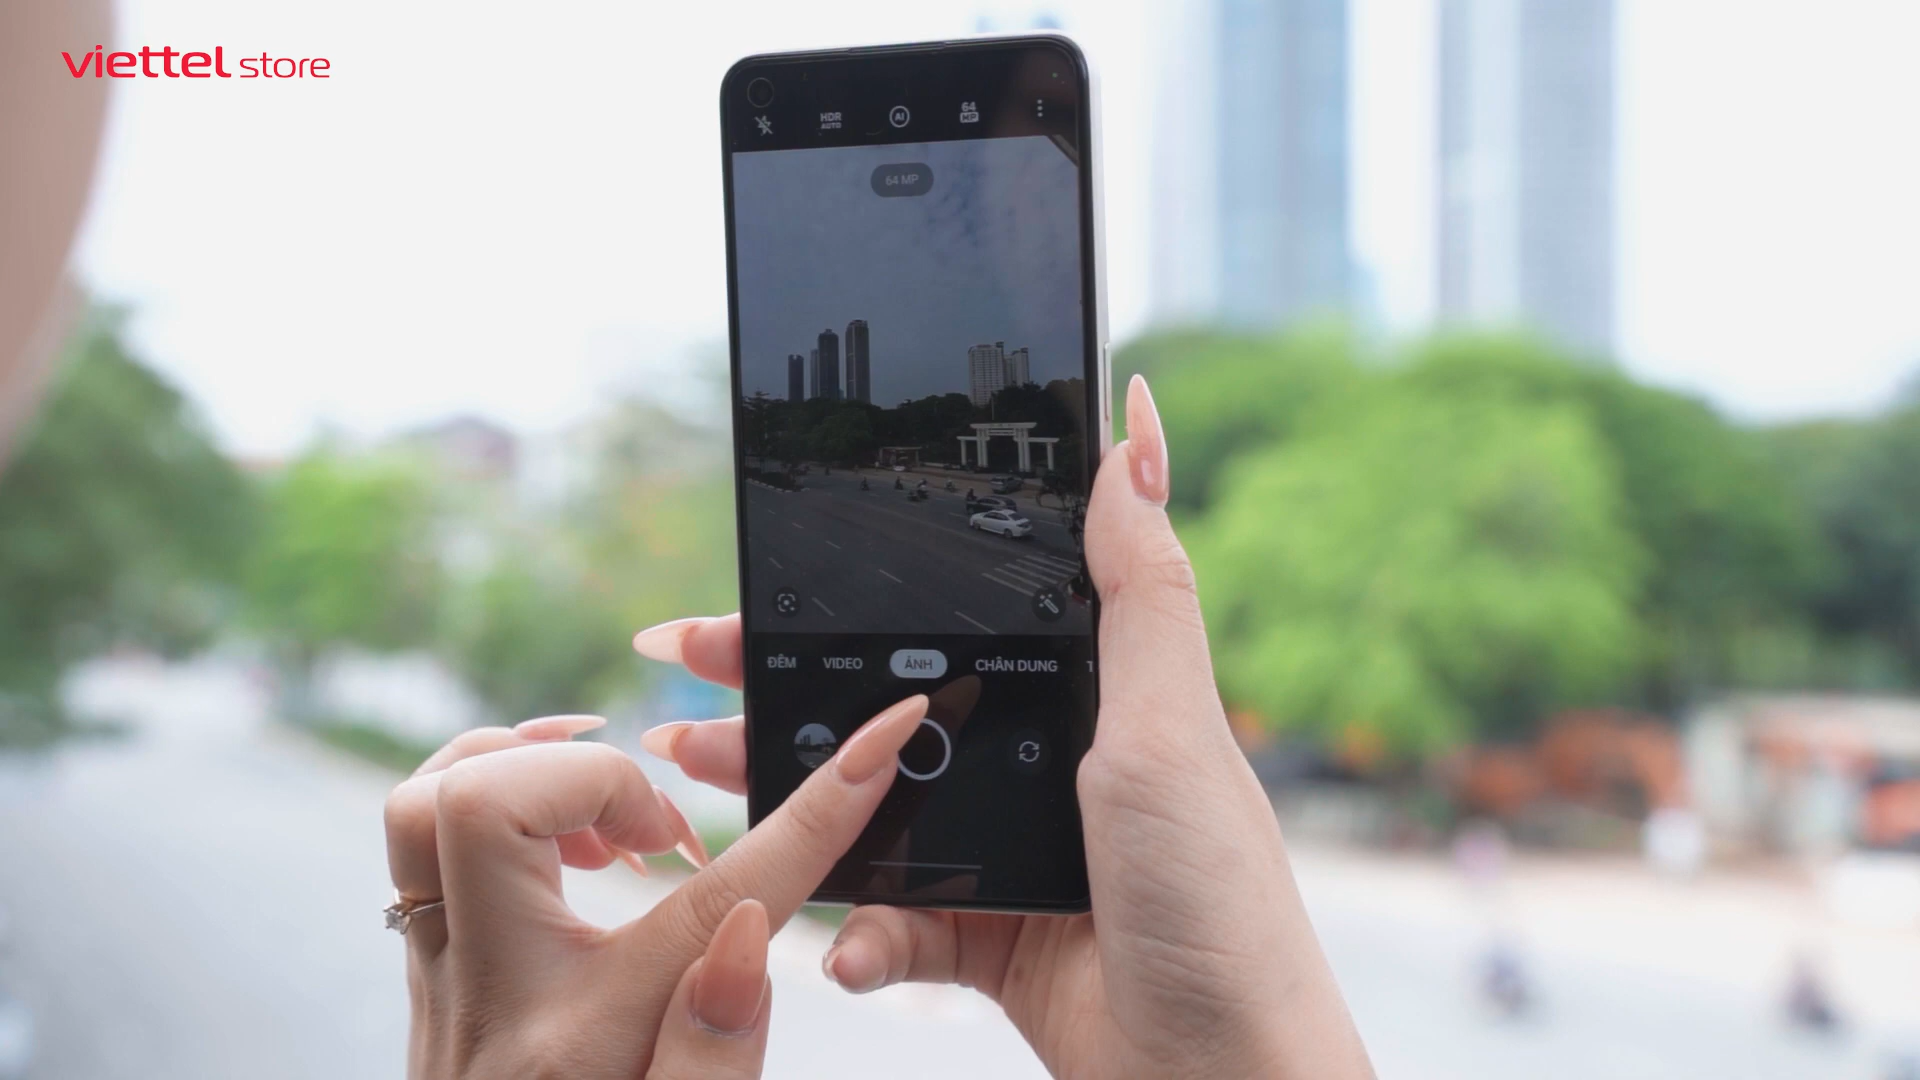 viettel store
HDR
AUTO
AI
64
MP
64 MP
ĐÊM VIDEO ẢNH CHÂN DUNG T